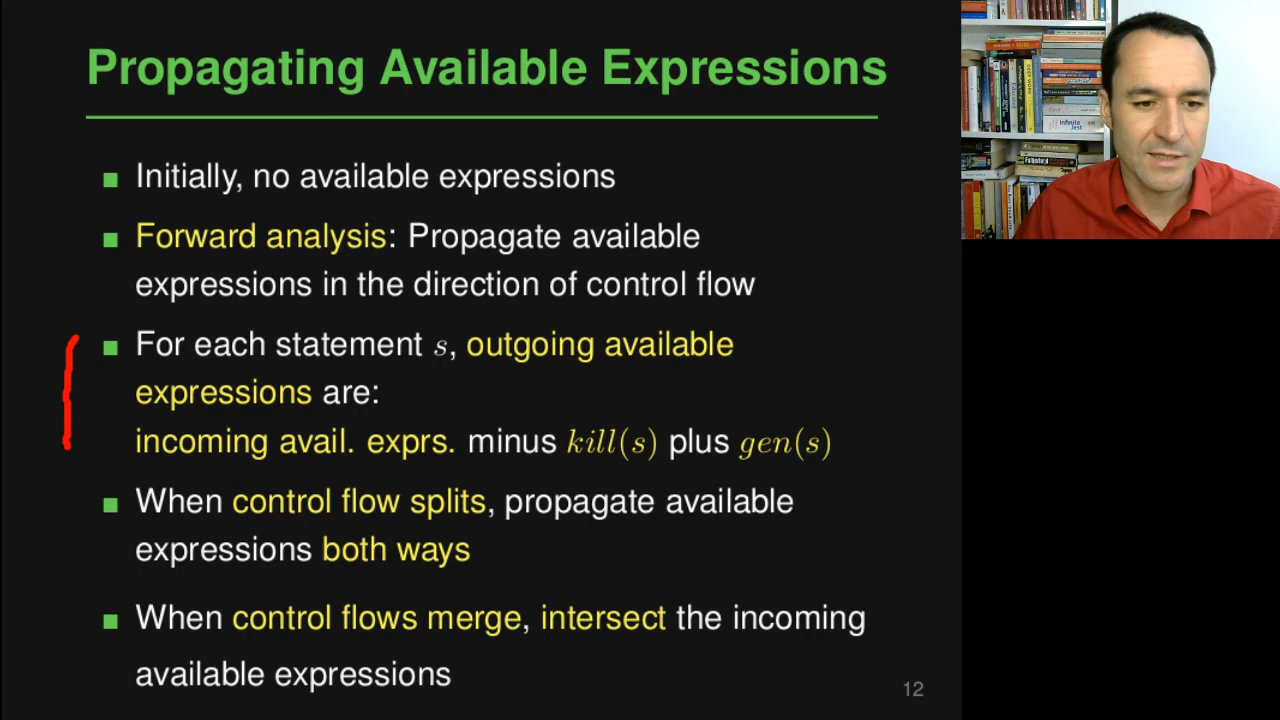 Propagating Available Expressions
Initially, no available expressions
Forward analysis: Propagate available
expressions in the direction of control flow
For each statement s, outgoing available
expressions are:
incoming avail. exprs. minus kill(s) plus gen(s)
When control flow splits, propagate available
expressions both ways
When control flows merge, intersect the incoming
available expressions
12
Infinite
Jest